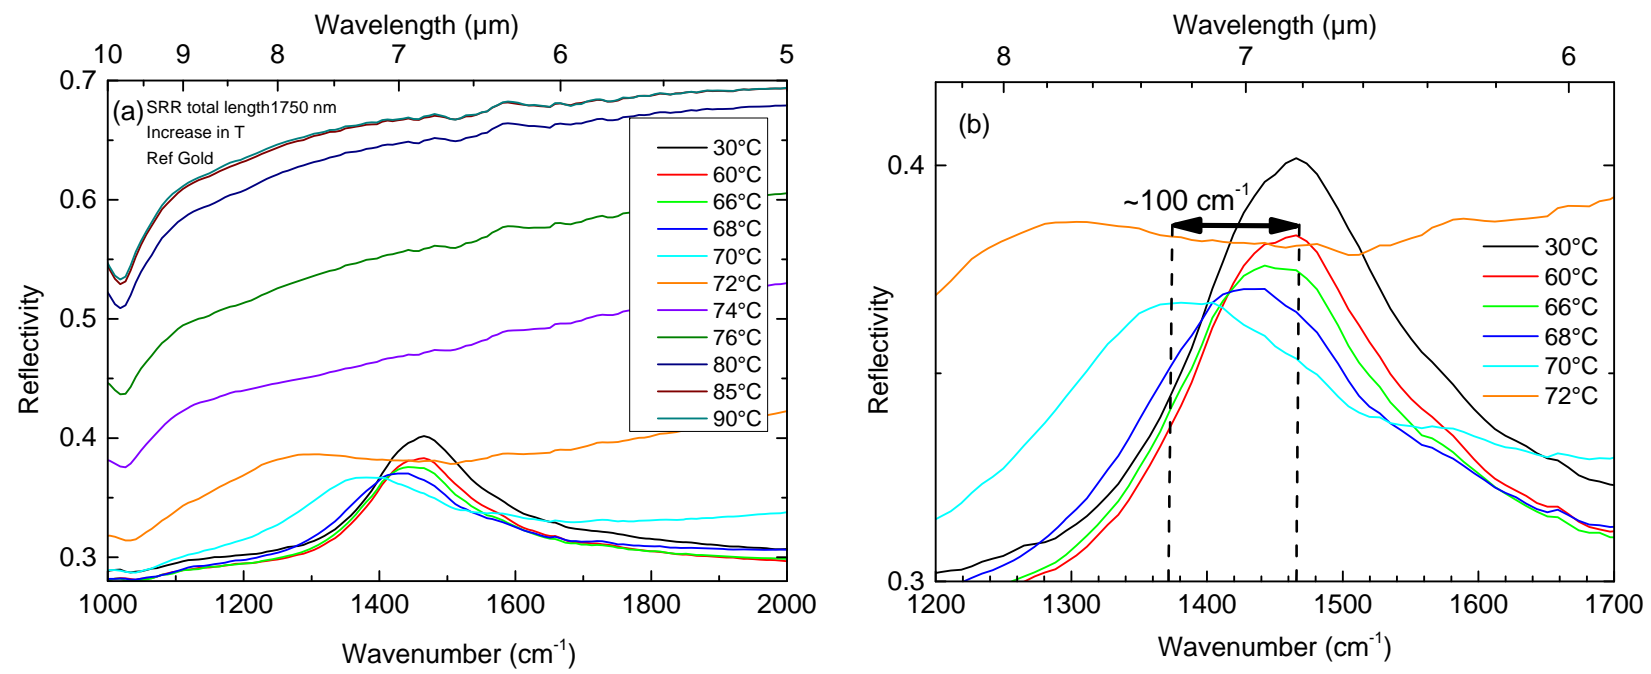 Wavelength (µm)
10 9 8 7 6 5
0.7
(a) SRR total length1750 nm
Increase in T
Ref Gold
30°C
60°C
66°C
68°C
70°C
72°C
74°C
76°C
80°C
85°C
90°C
0.6
0.5
0.4
0.3
Reflectivity
1000 1200 1400 1600 1800 2000
Wavenumber (cm⁻¹)
Wavelength (µm)
8 7 6
(b)
0.4
~100 cm⁻¹
30°C
60°C
66°C
68°C
70°C
72°C
Reflectivity
0.3
1200 1300 1400 1500 1600 1700
Wavenumber (cm⁻¹)